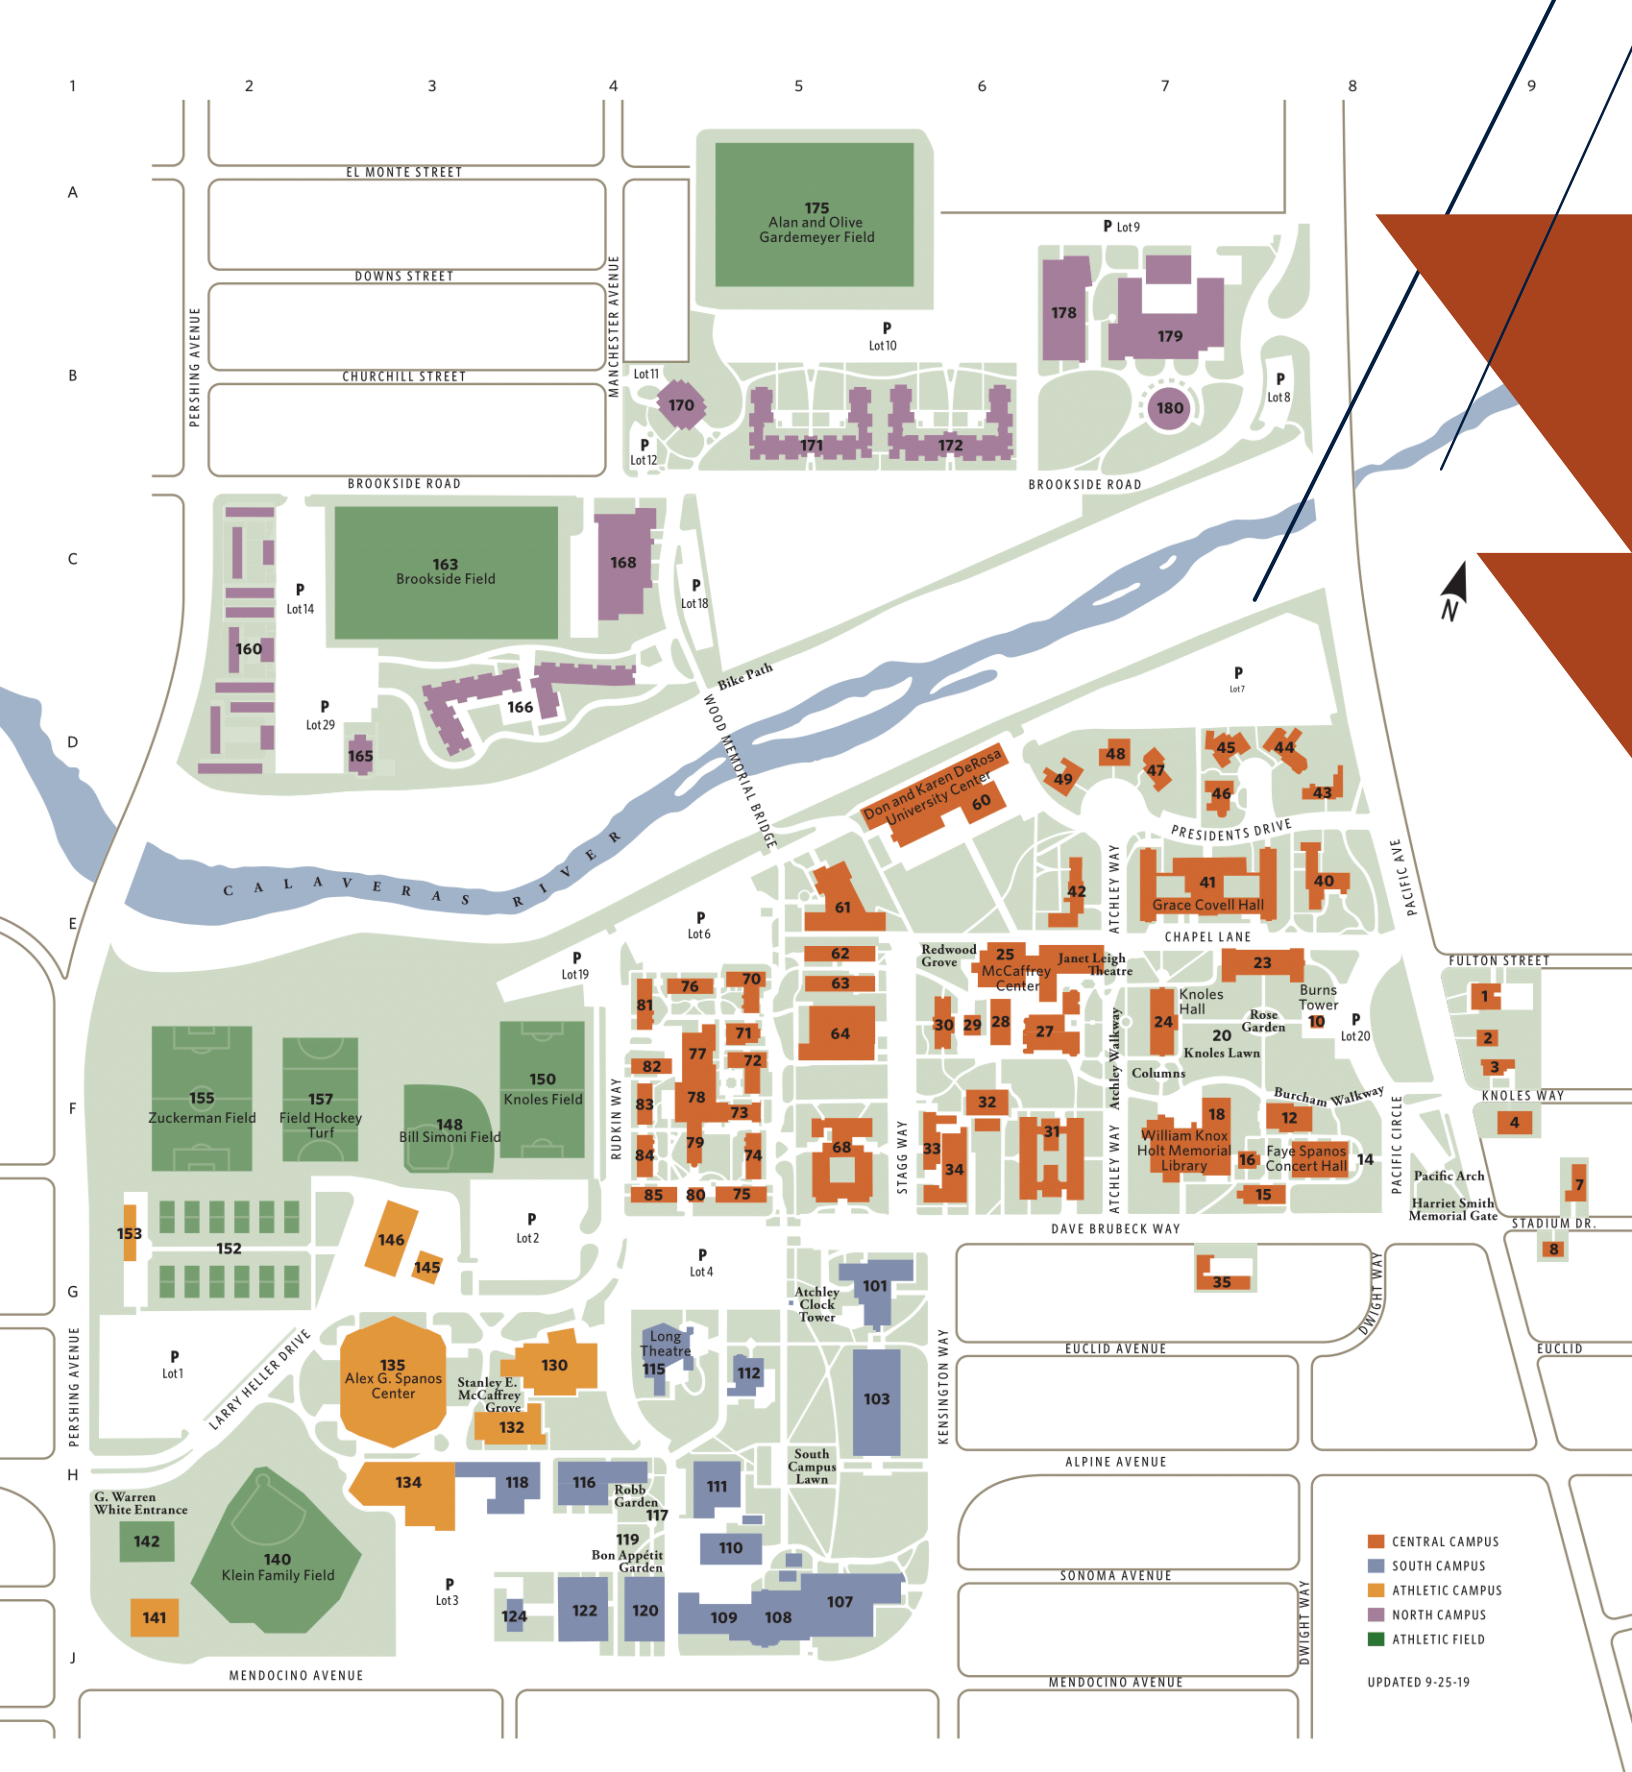 1 2 3 4 5 6 7 8 9
A
B
C
D
E
F
G
H
J
EL MONTE STREET
DOWNS STREET
CHURCHILL STREET
BROOKSIDE ROAD
PERSHING AVENUE
MANCHESTER AVENUE
175
Alan and Olive
Gardemeyer Field
P Lot 9
178
179
180
P
Lot 10
P
Lot 8
Lot 11
170
P
Lot 12
171
172
BROOKSIDE ROAD
163
Brookside Field
168
P
Lot 14
P
Lot 18
160
P
Lot 29
165
166
Bike Path
WOOD MEMORIAL BRIDGE
CALAVERAS RIVER
N
P
Lot 7
Don and Karen DeRosa
University Center
60
49
48
47
45
44
46
43
PRESIDENTS DRIVE
PACIFIC AVE
ATCHLEY WAY
61
42
41
Grace Covell Hall
40
CHAPEL LANE
P
Lot 6
P
Lot 19
62
63
64
Redwood
Grove
25
McCaffrey
Center
Janet Leigh
Theatre
23
FULTON STREET
76
70
81
71
77
72
82
78
83
73
79
84
74
85
80
75
30
29
28
27
24
Knoles
Hall
Burns
Tower
10
Rose
Garden
20
Knoles Lawn
P
Lot 20
Atchley Walkway
Columns
1
2
3
KNOLES WAY
4
Burcham Walkway
RUDKIN WAY
STAGG WAY
ATCHLEY WAY
PACIFIC CIRCLE
68
32
33
34
31
18
William Knox
Holt Memorial
Library
12
16
Faye Spanos
Concert Hall
14
15
Pacific Arch
Harriet Smith
Memorial Gate
7
STADIUM DR.
8
155
Zuckerman Field
157
Field Hockey
Turf
148
Bill Simoni Field
150
Knoles Field
153
152
146
145
P
Lot 2
P
Lot 4
DAVE BRUBECK WAY
35
DWIGHT WAY
101
Atchley
Clock
Tower
EUCLID AVENUE
EUCLID
PERSHING AVENUE
P
Lot 1
LARRY HELLER DRIVE
135
Alex G. Spanos
Center
130
Stanley E.
McCaffrey
Grove
132
Long
Theatre
115
112
103
KENSINGTON WAY
South
Campus
Lawn
ALPINE AVENUE
134
118
116
Robb
Garden
117
111
119
Bon Appétit
Garden
110
G. Warren
White Entrance
142
140
Klein Family Field
141
P
Lot 3
124
122
120
109
108
107
SONOMA AVENUE
DWIGHT WAY
MENDOCINO AVENUE
MENDOCINO AVENUE
CENTRAL CAMPUS
SOUTH CAMPUS
ATHLETIC CAMPUS
NORTH CAMPUS
ATHLETIC FIELD
UPDATED 9-25-19